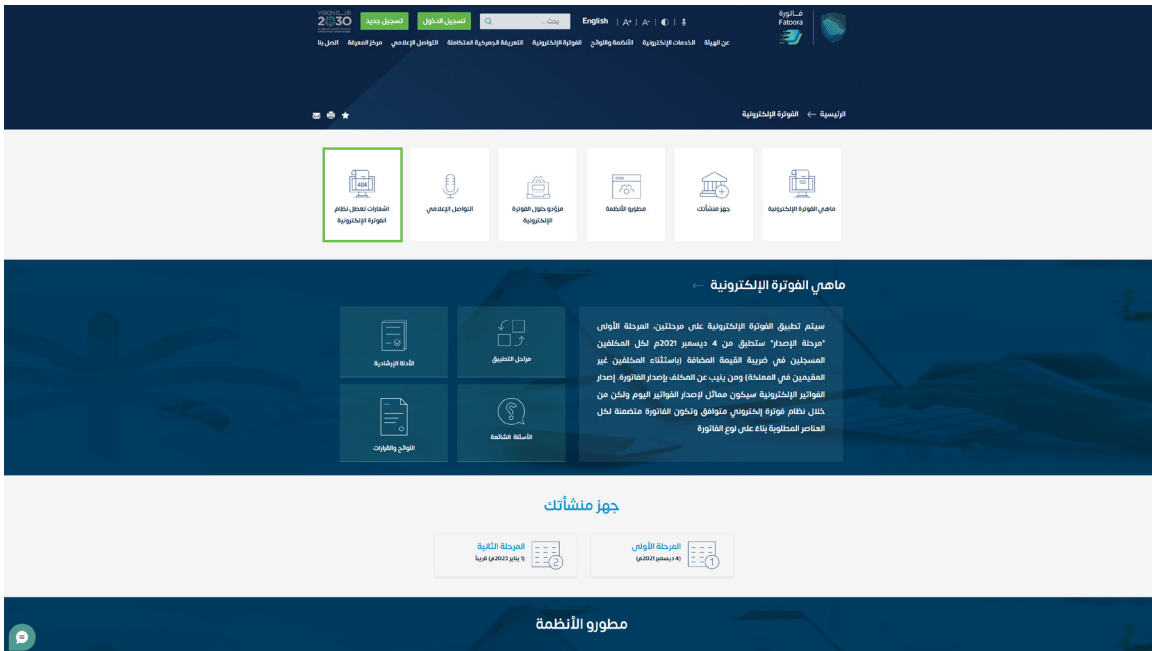 فـاتورة
Fatoora
English | A+ | A- |
بحث ...
تسجيل الدخول
تسجيل جديد
VISION رؤيــة
2030
عن الهيئة الخدمات الإلكترونية الأنظمة واللوائح الفوترة الإلكترونية التعريفة الجمركية المتكاملة التواصل الإعلامي مركز المعرفة اتصل بنا
الرئيسية ← الفوترة الإلكترونية
ماهي الفوترة الإلكترونية
جهز منشأتك
مطورو الأنظمة
مزوّدو حلول الفوترة
الإلكترونية
التواصل الإعلامي
404
اشعارات تعطل نظام
الفوترة الإلكترونية
ماهي الفوترة الإلكترونية ←
سيتم تطبيق الفوترة الإلكترونية على مرحلتين، المرحلة الأولى
"مرحلة الإصدار" ستطبق من 4 ديسمبر 2021م لكل المكلفين
المسجلين في ضريبة القيمة المضافة (باستثناء المكلفين غير
المقيمين في المملكة) ومن ينيب عن المكلف بإصدار الفاتورة. إصدار
الفواتير الإلكترونية سيكون مماثل لإصدار الفواتير اليوم ولكن من
خلال نظام فوترة إلكتروني متوافق وتكون الفاتورة متضمنة لكل
العناصر المطلوبة بناءً على نوع الفاتورة
مراحل التطبيق
الأدلة الإرشادية
الأسئلة الشائعة
اللوائح والقرارات
جهز منشأتك
المرحلة الأولى
(4 ديسمبر 2021م)
1
المرحلة الثانية
(1 يناير 2023م) قريباً
2
مطورو الأنظمة